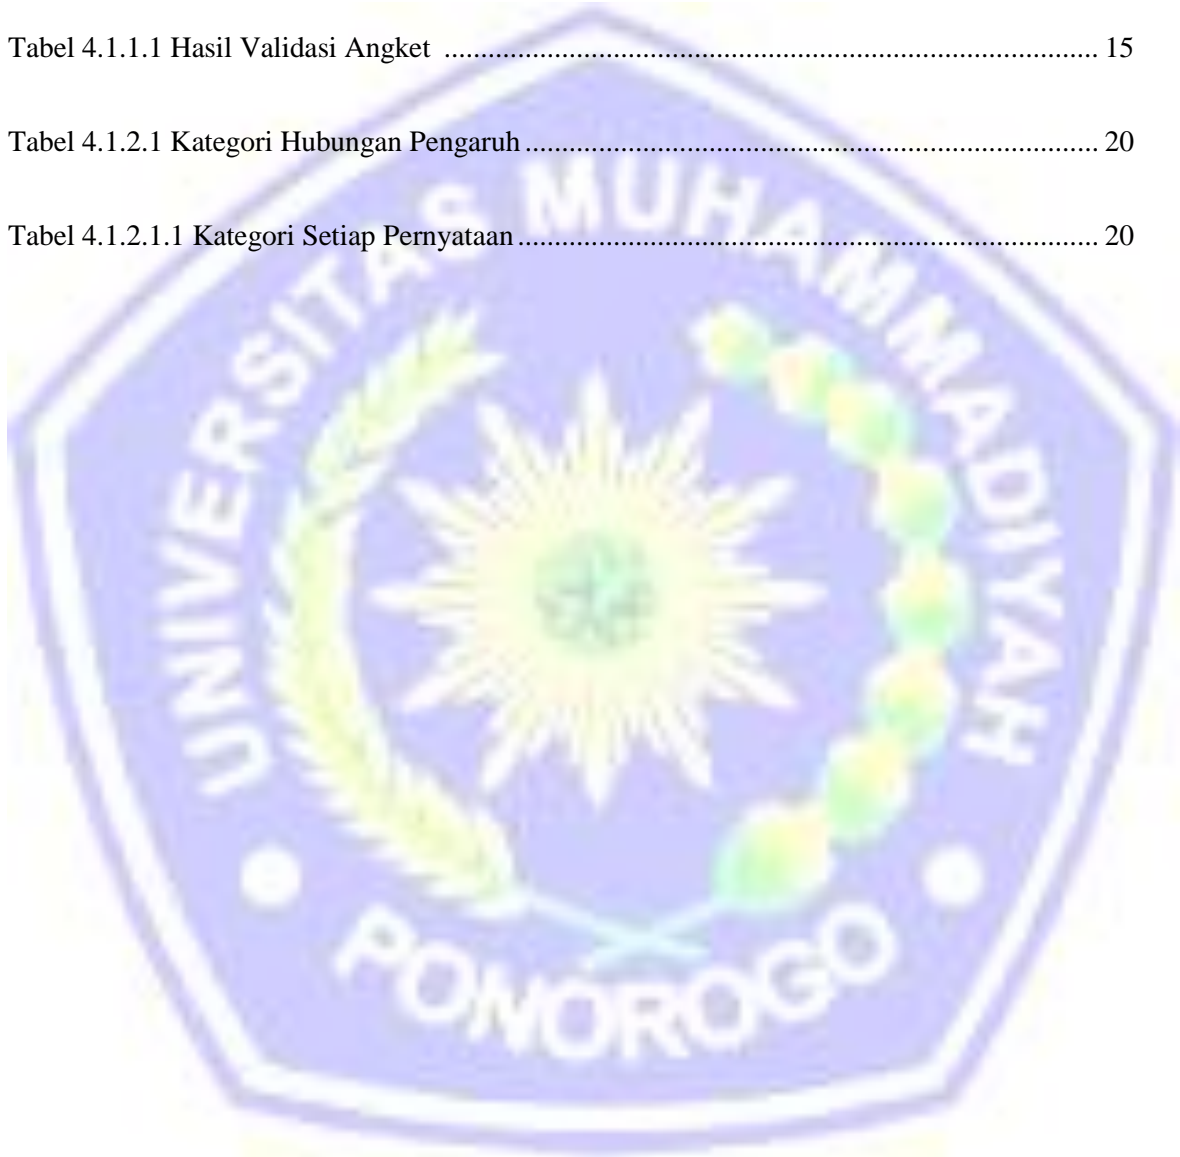 Tabel 4.1.1.1 Hasil Validasi Angket ........................................................................................ 15
Tabel 4.1.2.1 Kategori Hubungan Pengaruh ............................................................................. 20
Tabel 4.1.2.1.1 Kategori Setiap Pernyataan .............................................................................. 20
UNIVERSITAS MUHAMMADIYAH
PONOROGO